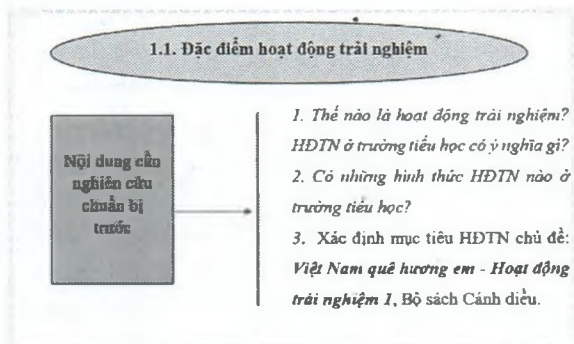 1.1. Đặc điểm hoạt động trải nghiệm
Nội dung cần
nghiên cứu
chuẩn bị
trước
1. Thế nào là hoạt động trải nghiệm?
HĐTN ở trường tiểu học có ý nghĩa gì?
2. Có những hình thức HĐTN nào ở
trường tiểu học?
3. Xác định mục tiêu HĐTN chủ đề:
Việt Nam quê hương em - Hoạt động
trải nghiệm 1, Bộ sách Cánh diều.